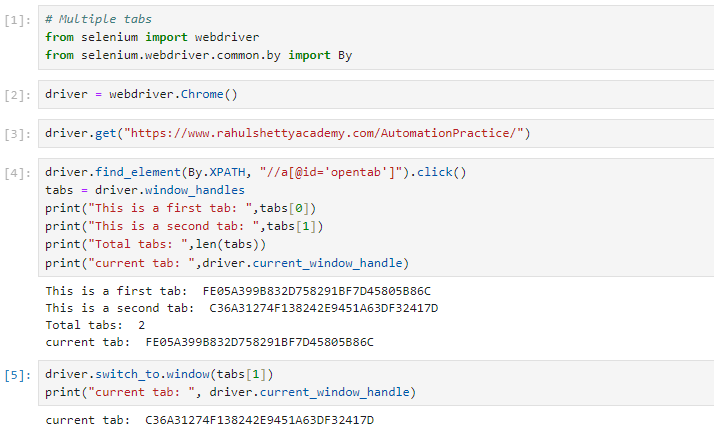 [1]: # Multiple tabs
from selenium import webdriver
from selenium.webdriver.common.by import By
[2]: driver = webdriver.Chrome()
[3]: driver.get("https://www.rahulshettyacademy.com/AutomationPractice/")
[4]: driver.find_element(By.XPATH, "//a[@id='opentab']").click()
tabs = driver.window_handles
print("This is a first tab: ",tabs[0])
print("This is a second tab: ",tabs[1])
print("Total tabs: ",len(tabs))
print("current tab: ",driver.current_window_handle)
This is a first tab:  FE05A399B832D758291BF7D45805B86C
This is a second tab:  C36A31274F138242E9451A63DF32417D
Total tabs:  2
current tab:  FE05A399B832D758291BF7D45805B86C
[5]: driver.switch_to.window(tabs[1])
print("current tab: ", driver.current_window_handle)
current tab:  C36A31274F138242E9451A63DF32417D